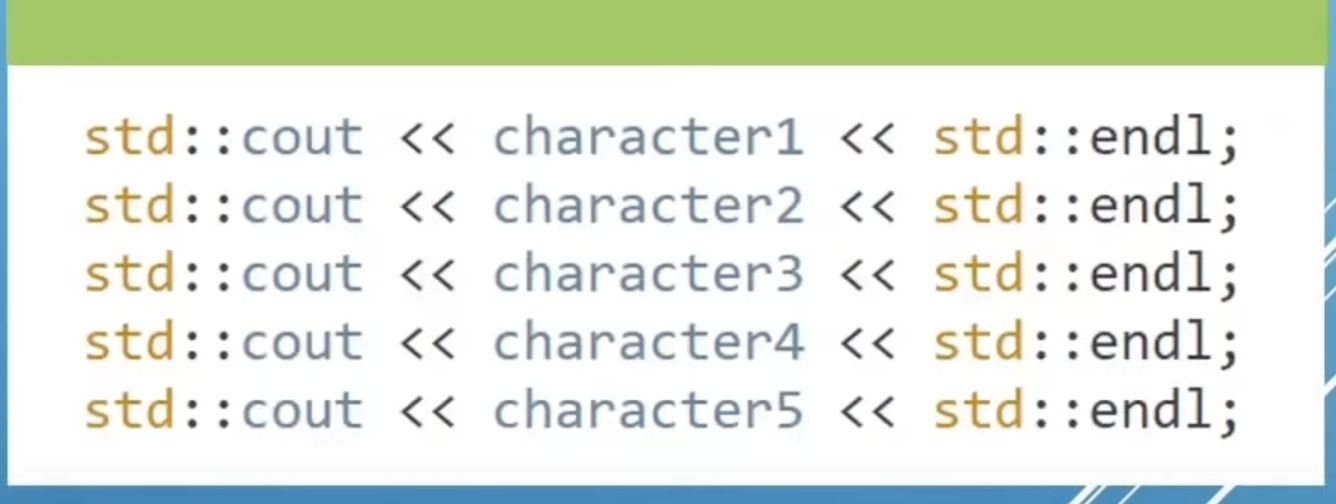 std::cout << character1 << std::endl;
std::cout << character2 << std::endl;
std::cout << character3 << std::endl;
std::cout << character4 << std::endl;
std::cout << character5 << std::endl;